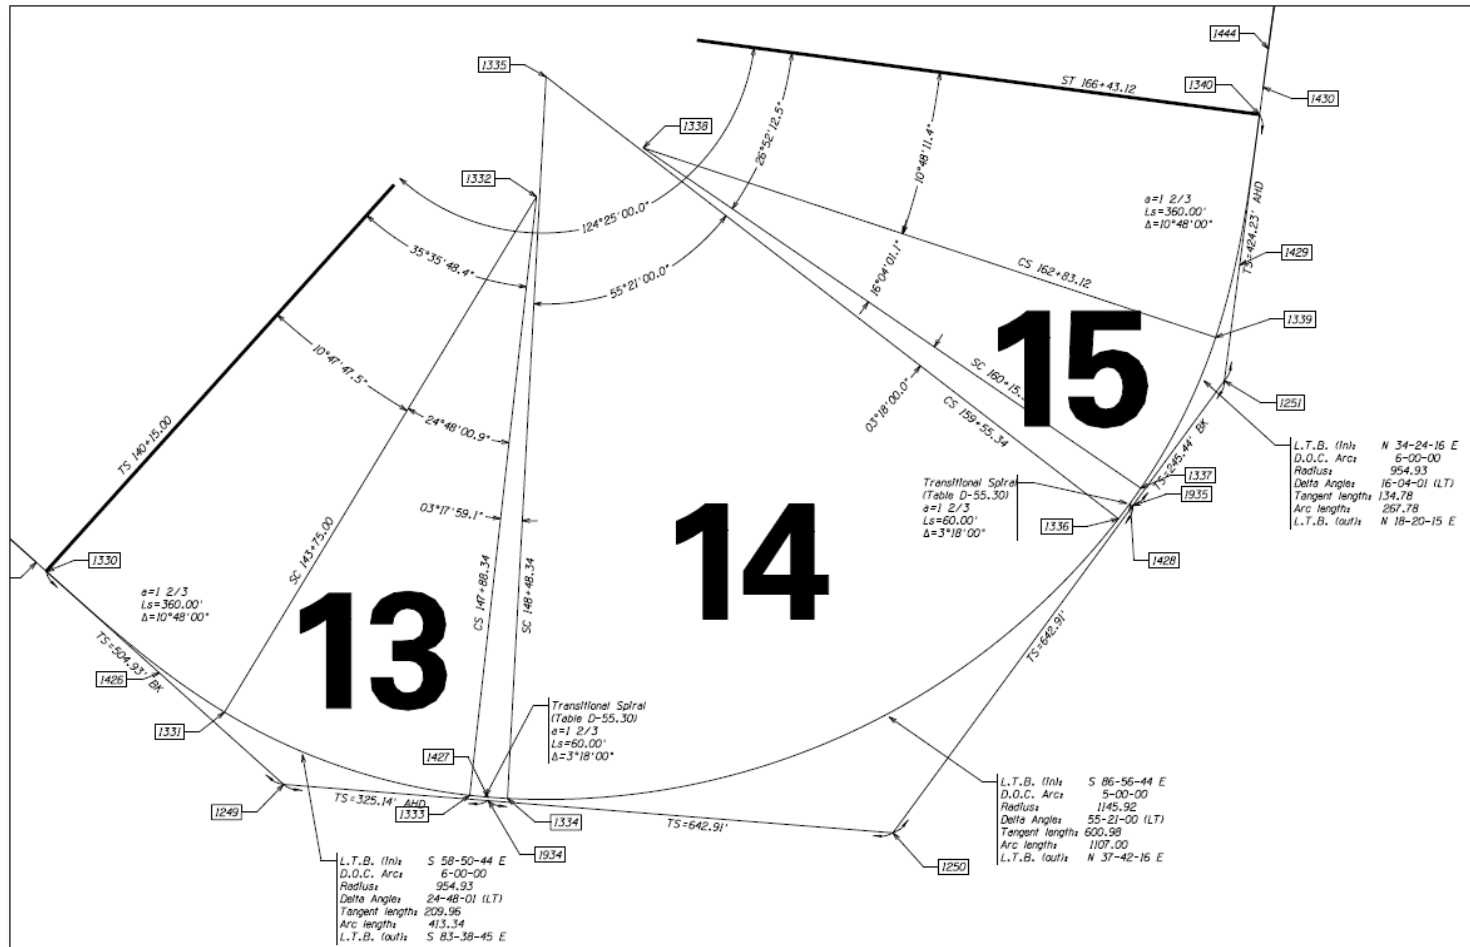 1444
1335
ST 166+43.12
1340
1430
1338
26°52'12.5"
10°48'11.4"
1332
124°25'00.0"
a=1 2/3
Ls=360.00'
Δ=10°48'00"
TS=424.23' AHD
1429
35°35'48.4"
55°21'00.0"
16°04'01.1"
CS 162+83.12
1339
15
10°47'47.5"
SC 160+15.
03°18'00.0"
CS 159+55.34
1251
24°48'00.9"
TS 140+15.00
TS=245.44' BK
L.T.B. (In): N 34-24-16 E
D.O.C. Arc: 6-00-00
Radius: 954.93
Delta Angle: 16-04-01 (LT)
Tangent length: 134.78
Arc length: 267.78
L.T.B. (out): N 18-20-15 E
1337
1935
Transitional Spiral
(Table D-55.30)
a=1 2/3
Ls=60.00'
Δ=3°18'00"
1336
1428
03°17'59.1"
14
SC 143+75.00
CS 147+88.34
SC 148+48.34
1330
a=1 2/3
Ls=360.00'
Δ=10°48'00"
13
TS=504.93' BK
1426
TS=642.91'
1331
Transitional Spiral
(Table D-55.30)
a=1 2/3
Ls=60.00'
Δ=3°18'00"
1427
1249
TS=325.14' AHD
1333
1334
TS=642.91'
1934
1250
L.T.B. (In): S 86-56-44 E
D.O.C. Arc: 5-00-00
Radius: 1145.92
Delta Angle: 55-21-00 (LT)
Tangent length: 600.98
Arc length: 1107.00
L.T.B. (out): N 37-42-16 E
L.T.B. (In): S 58-50-44 E
D.O.C. Arc: 6-00-00
Radius: 954.93
Delta Angle: 24-48-01 (LT)
Tangent length: 209.96
Arc length: 413.34
L.T.B. (out): S 83-38-45 E